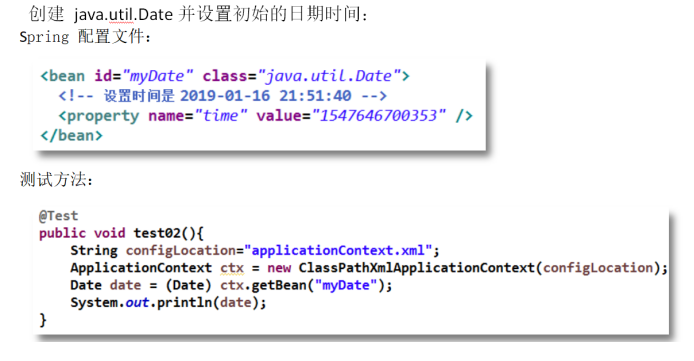 创建 java.util.Date 并设置初始的日期时间：
Spring 配置文件：
<bean id="myDate" class="java.util.Date">
<!-- 设置时间是 2019-01-16 21:51:40 -->
<property name="time" value="1547646700353" />
</bean>
测试方法：
@Test
public void test02(){
String configLocation="applicationContext.xml";
ApplicationContext ctx = new ClassPathXmlApplicationContext(configLocation);
Date date = (Date) ctx.getBean("myDate");
System.out.println(date);
}